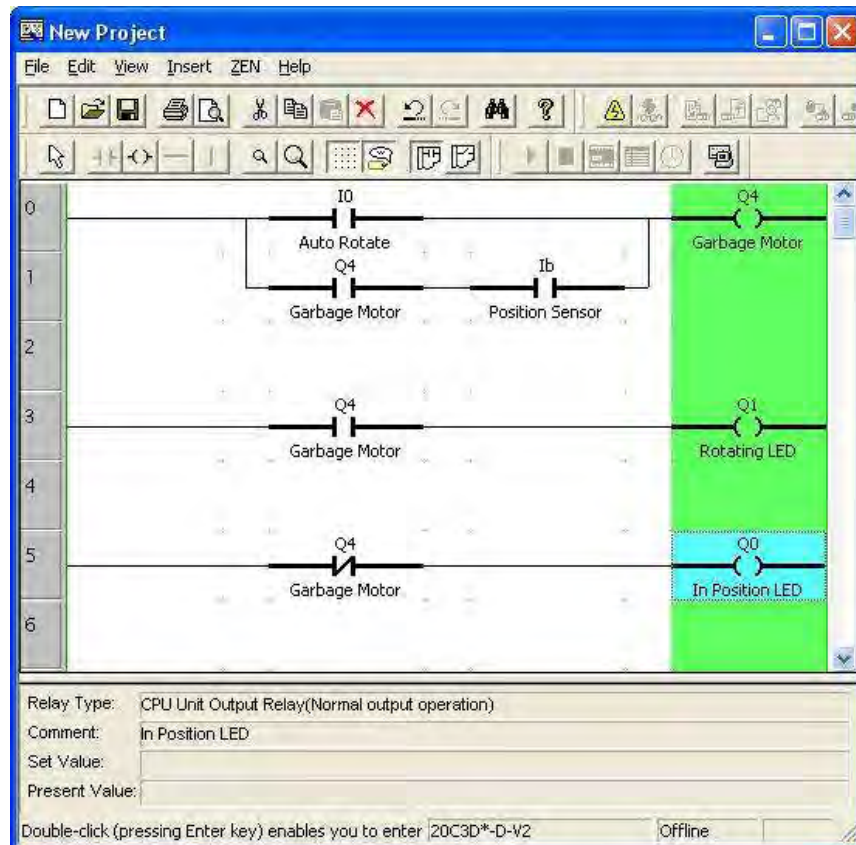 New Project
File Edit View Insert ZEN Help
0
I0
Auto Rotate
Q4
Garbage Motor
1
Q4
Garbage Motor
Ib
Position Sensor
2
3
Q4
Garbage Motor
Q1
Rotating LED
4
5
Q4
Garbage Motor
Q0
In Position LED
6
Relay Type: CPU Unit Output Relay(Normal output operation)
Comment: In Position LED
Set Value:
Present Value:
Double-click (pressing Enter key) enables you to enter 20C3D*-D-V2 Offline